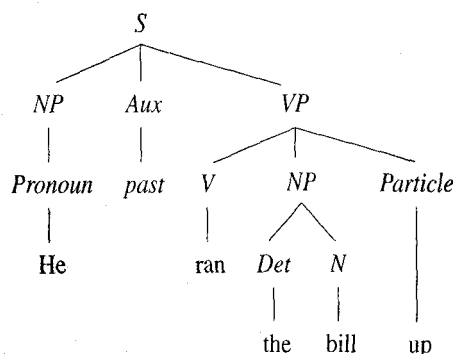 S
NP Aux VP
Pronoun past V NP Particle
He ran Det N
the bill up